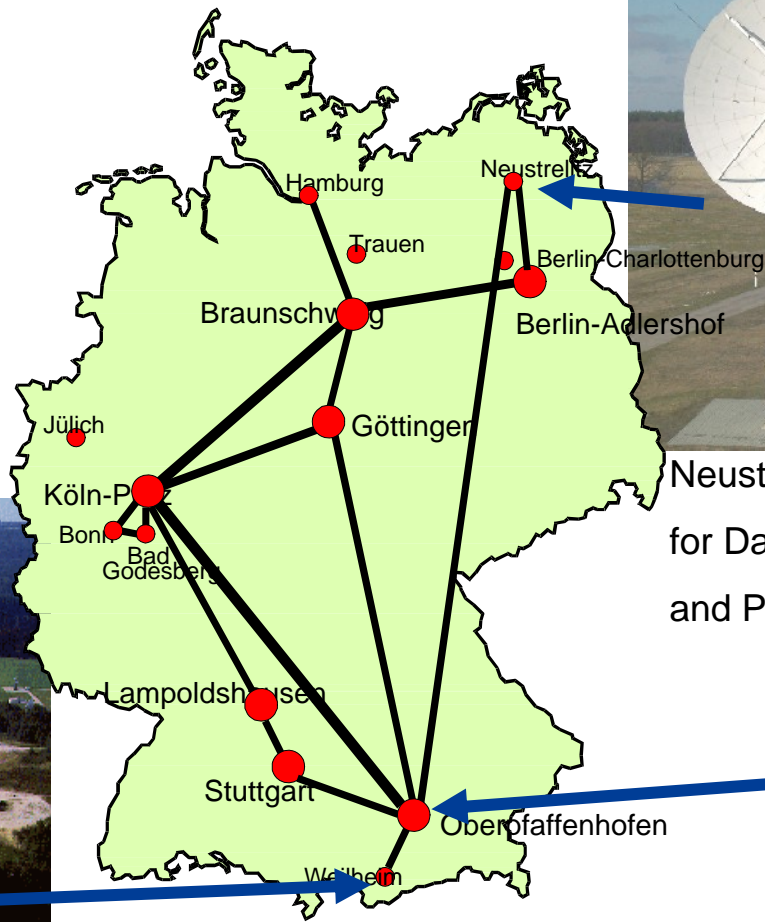 Neustrelitz
Hamburg
Trauen
Berlin-Charlottenburg
Braunschweig
Berlin-Adlershof
Jülich
Göttingen
Köln-Porz
Neust
for Da
and P
Bonn
Bad
Godesberg
Lampoldshausen
Stuttgart
Oberpfaffenhofen
Weilheim